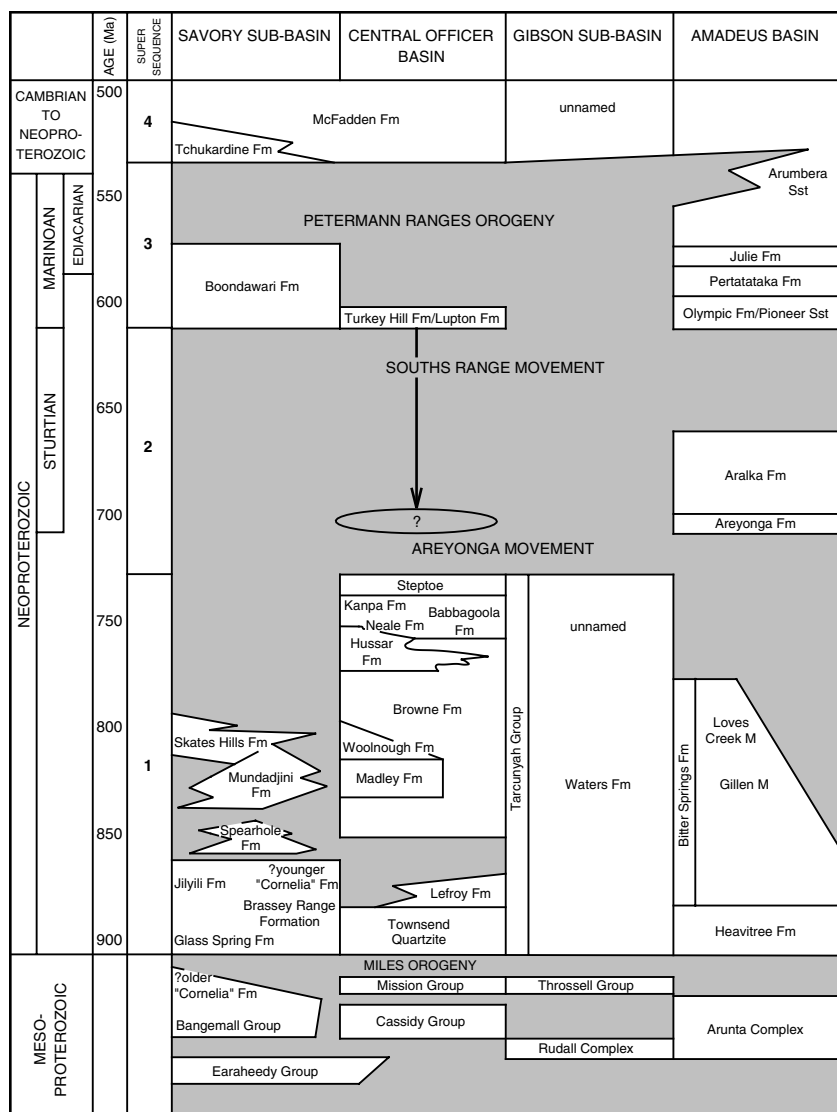 AGE (Ma)
SUPER
SEQUENCE
SAVORY SUB-BASIN
CENTRAL OFFICER
BASIN
GIBSON SUB-BASIN
AMADEUS BASIN
CAMBRIAN
TO
NEOPRO-
TEROZOIC
500
4
McFadden Fm
unnamed
Tchukardine Fm
NEOPROTEROZOIC
MARINOAN
EDIACARIAN
550
3
PETERMANN RANGES OROGENY
Arumbera
Sst
Julie Fm
Boondawari Fm
Pertatataka Fm
600
Turkey Hill Fm/Lupton Fm
Olympic Fm/Pioneer Sst
STURTIAN
SOUTHS RANGE MOVEMENT
650
2
Aralka Fm
700
?
Areyonga Fm
AREYONGA MOVEMENT
Steptoe
Kanpa Fm
Babbagoola
Fm
750
Neale Fm
unnamed
Hussar
Fm
Browne Fm
Tarcunyah Group
Bitter Springs Fm
Loves
Creek M
800
1
Skates Hills Fm
Woolnough Fm
Mundadjini
Fm
Madley Fm
Waters Fm
Gillen M
850
Spearhole
Fm
Jilyili Fm
?younger
"Cornelia" Fm
Lefroy Fm
Brassey Range
Formation
Townsend
Quartzite
Heavitree Fm
900
Glass Spring Fm
MESO-
PROTEROZOIC
MILES OROGENY
?older
"Cornelia" Fm
Mission Group
Throssell Group
Bangemall Group
Cassidy Group
Arunta Complex
Rudall Complex
Earaheedy Group